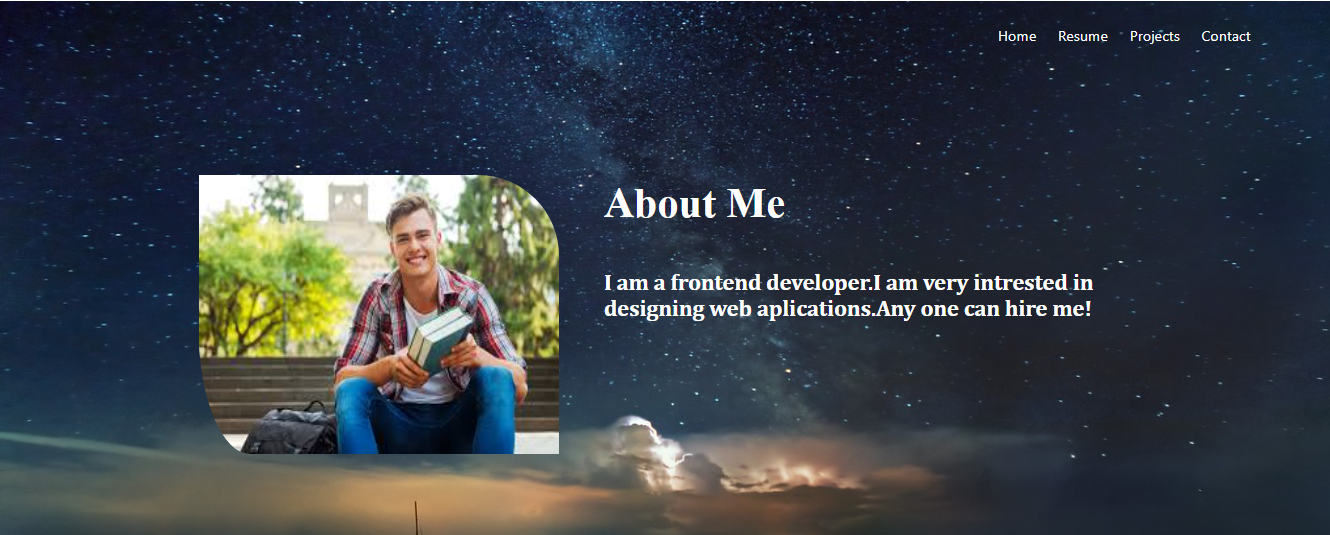 Home Resume Projects Contact
About Me
I am a frontend developer.I am very intrested in
designing web aplications.Any one can hire me!